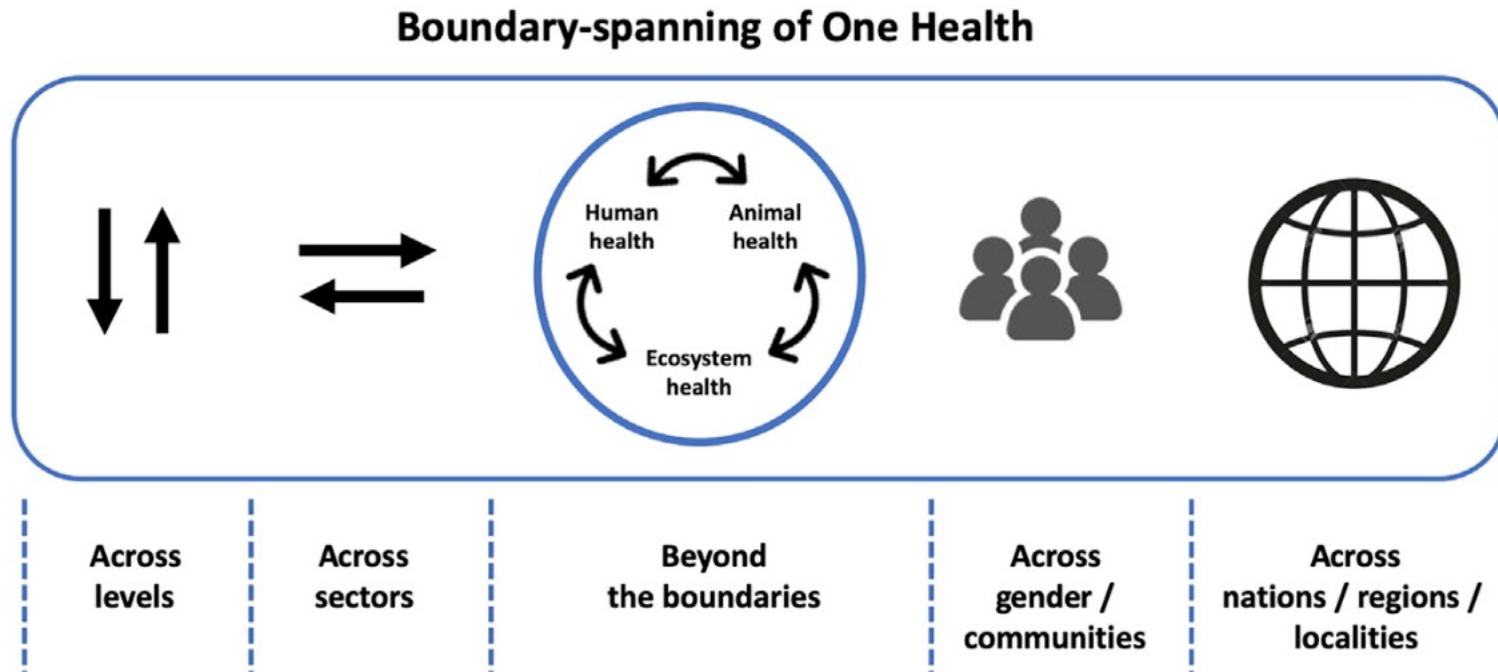 Boundary-spanning of One Health
Human
health
Animal
health
Ecosystem
health
Across
levels
Across
sectors
Beyond
the boundaries
Across
gender /
communities
Across
nations / regions /
localities